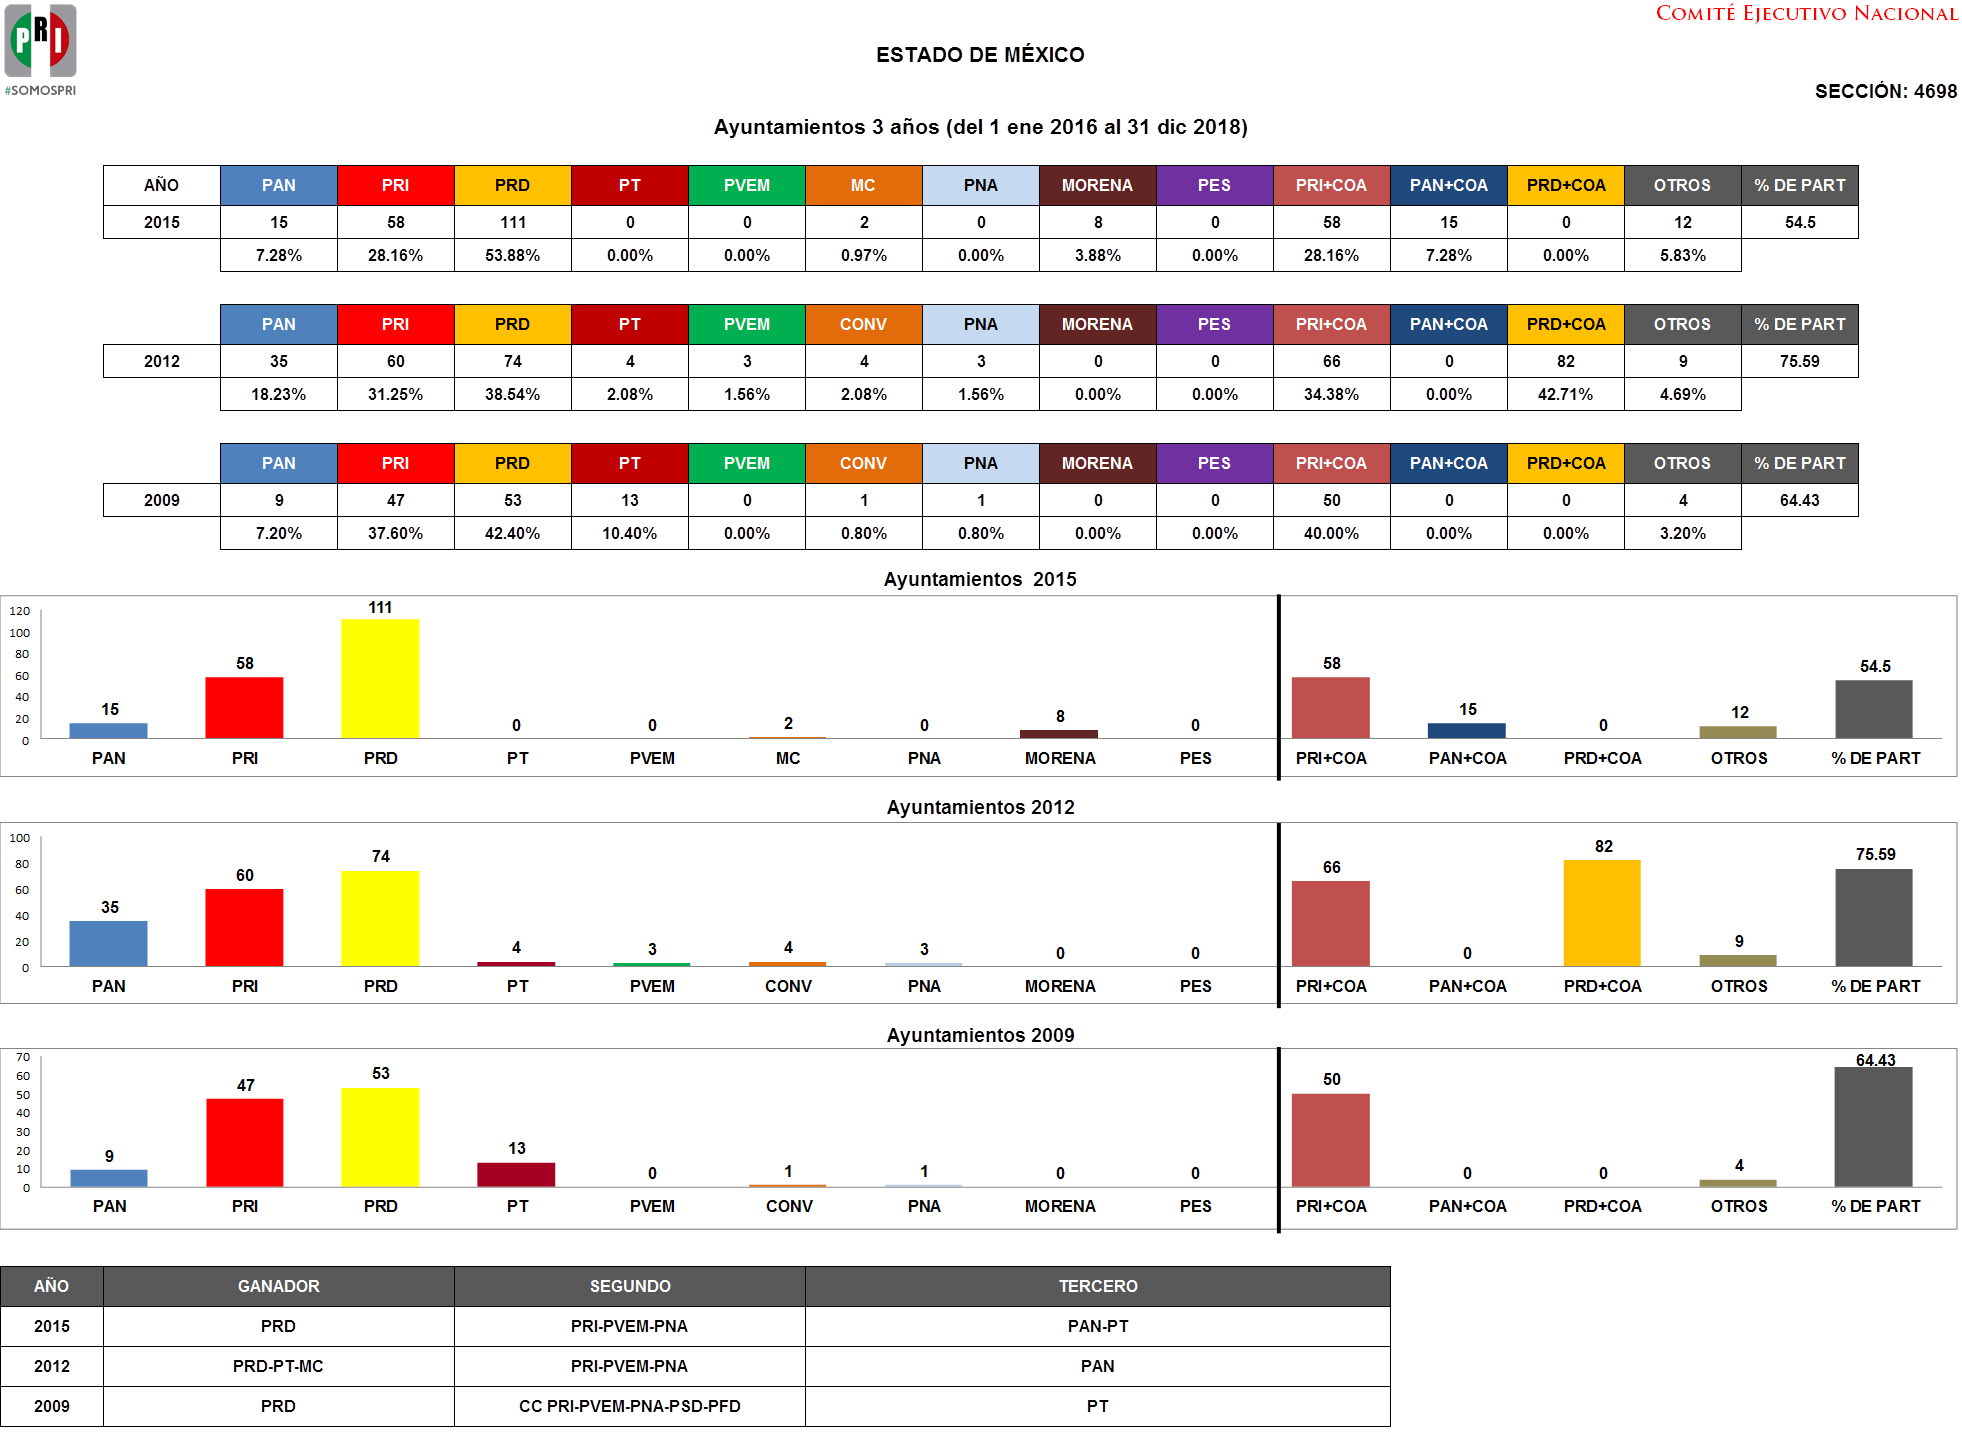 PRI
#SOMOSPRI
COMITÉ EJECUTIVO NACIONAL
ESTADO DE MÉXICO
SECCIÓN: 4698
Ayuntamientos 3 años (del 1 ene 2016 al 31 dic 2018)
AÑO PAN PRI PRD PT PVEM MC PNA MORENA PES PRI+COA PAN+COA PRD+COA OTROS % DE PART
2015 15 58 111 0 0 2 0 8 0 58 15 0 12 54.5
7.28% 28.16% 53.88% 0.00% 0.00% 0.97% 0.00% 3.88% 0.00% 28.16% 7.28% 0.00% 5.83%
PAN PRI PRD PT PVEM CONV PNA MORENA PES PRI+COA PAN+COA PRD+COA OTROS % DE PART
2012 35 60 74 4 3 4 3 0 0 66 0 82 9 75.59
18.23% 31.25% 38.54% 2.08% 1.56% 2.08% 1.56% 0.00% 0.00% 34.38% 0.00% 42.71% 4.69%
PAN PRI PRD PT PVEM CONV PNA MORENA PES PRI+COA PAN+COA PRD+COA OTROS % DE PART
2009 9 47 53 13 0 1 1 0 0 50 0 0 4 64.43
7.20% 37.60% 42.40% 10.40% 0.00% 0.80% 0.80% 0.00% 0.00% 40.00% 0.00% 0.00% 3.20%
Ayuntamientos 2015
120
100
80
60
40
20
0
15 58 111 0 0 2 0 8 0 58 15 0 12 54.5
PAN PRI PRD PT PVEM MC PNA MORENA PES PRI+COA PAN+COA PRD+COA OTROS % DE PART
Ayuntamientos 2012
100
80
60
40
20
0
35 60 74 4 3 4 3 0 0 66 0 82 9 75.59
PAN PRI PRD PT PVEM CONV PNA MORENA PES PRI+COA PAN+COA PRD+COA OTROS % DE PART
Ayuntamientos 2009
70
60
50
40
30
20
10
0
9 47 53 13 0 1 1 0 0 50 0 0 4 64.43
PAN PRI PRD PT PVEM CONV PNA MORENA PES PRI+COA PAN+COA PRD+COA OTROS % DE PART
AÑO GANADOR SEGUNDO TERCERO
2015 PRD PRI-PVEM-PNA PAN-PT
2012 PRD-PT-MC PRI-PVEM-PNA PAN
2009 PRD CC PRI-PVEM-PNA-PSD-PFD PT